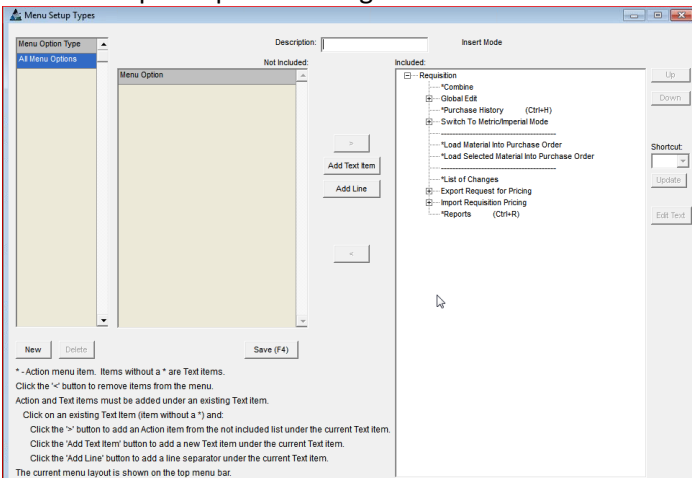 Menu Setup Types
Menu Option Type
All Menu Options
Description:
Insert Mode
Not Included:
Menu Option
Included:
Requisition
*Combine
Global Edit
*Purchase History (Ctrl+H)
Switch To Metric/Imperial Mode
--------------------------------------
*Load Material Into Purchase Order
*Load Selected Material Into Purchase Order
--------------------------------------
*List of Changes
Export Request for Pricing
Import Requisition Pricing
*Reports (Ctrl+R)
>
Add Text Item
Add Line
<
Up
Down
Shortcut:
Update
Edit Text
New
Delete
Save (F4)
* - Action menu item. Items without a * are Text items.
Click the '<' button to remove items from the menu.
Action and Text items must be added under an existing Text item.
Click on an existing Text Item (item without a *) and:
Click the '>' button to add an Action item from the not included list under the current Text item.
Click the 'Add Text Item' button to add a new Text item under the current Text item.
Click the 'Add Line' button to add a line separator under the current Text item.
The current menu layout is shown on the top menu bar.